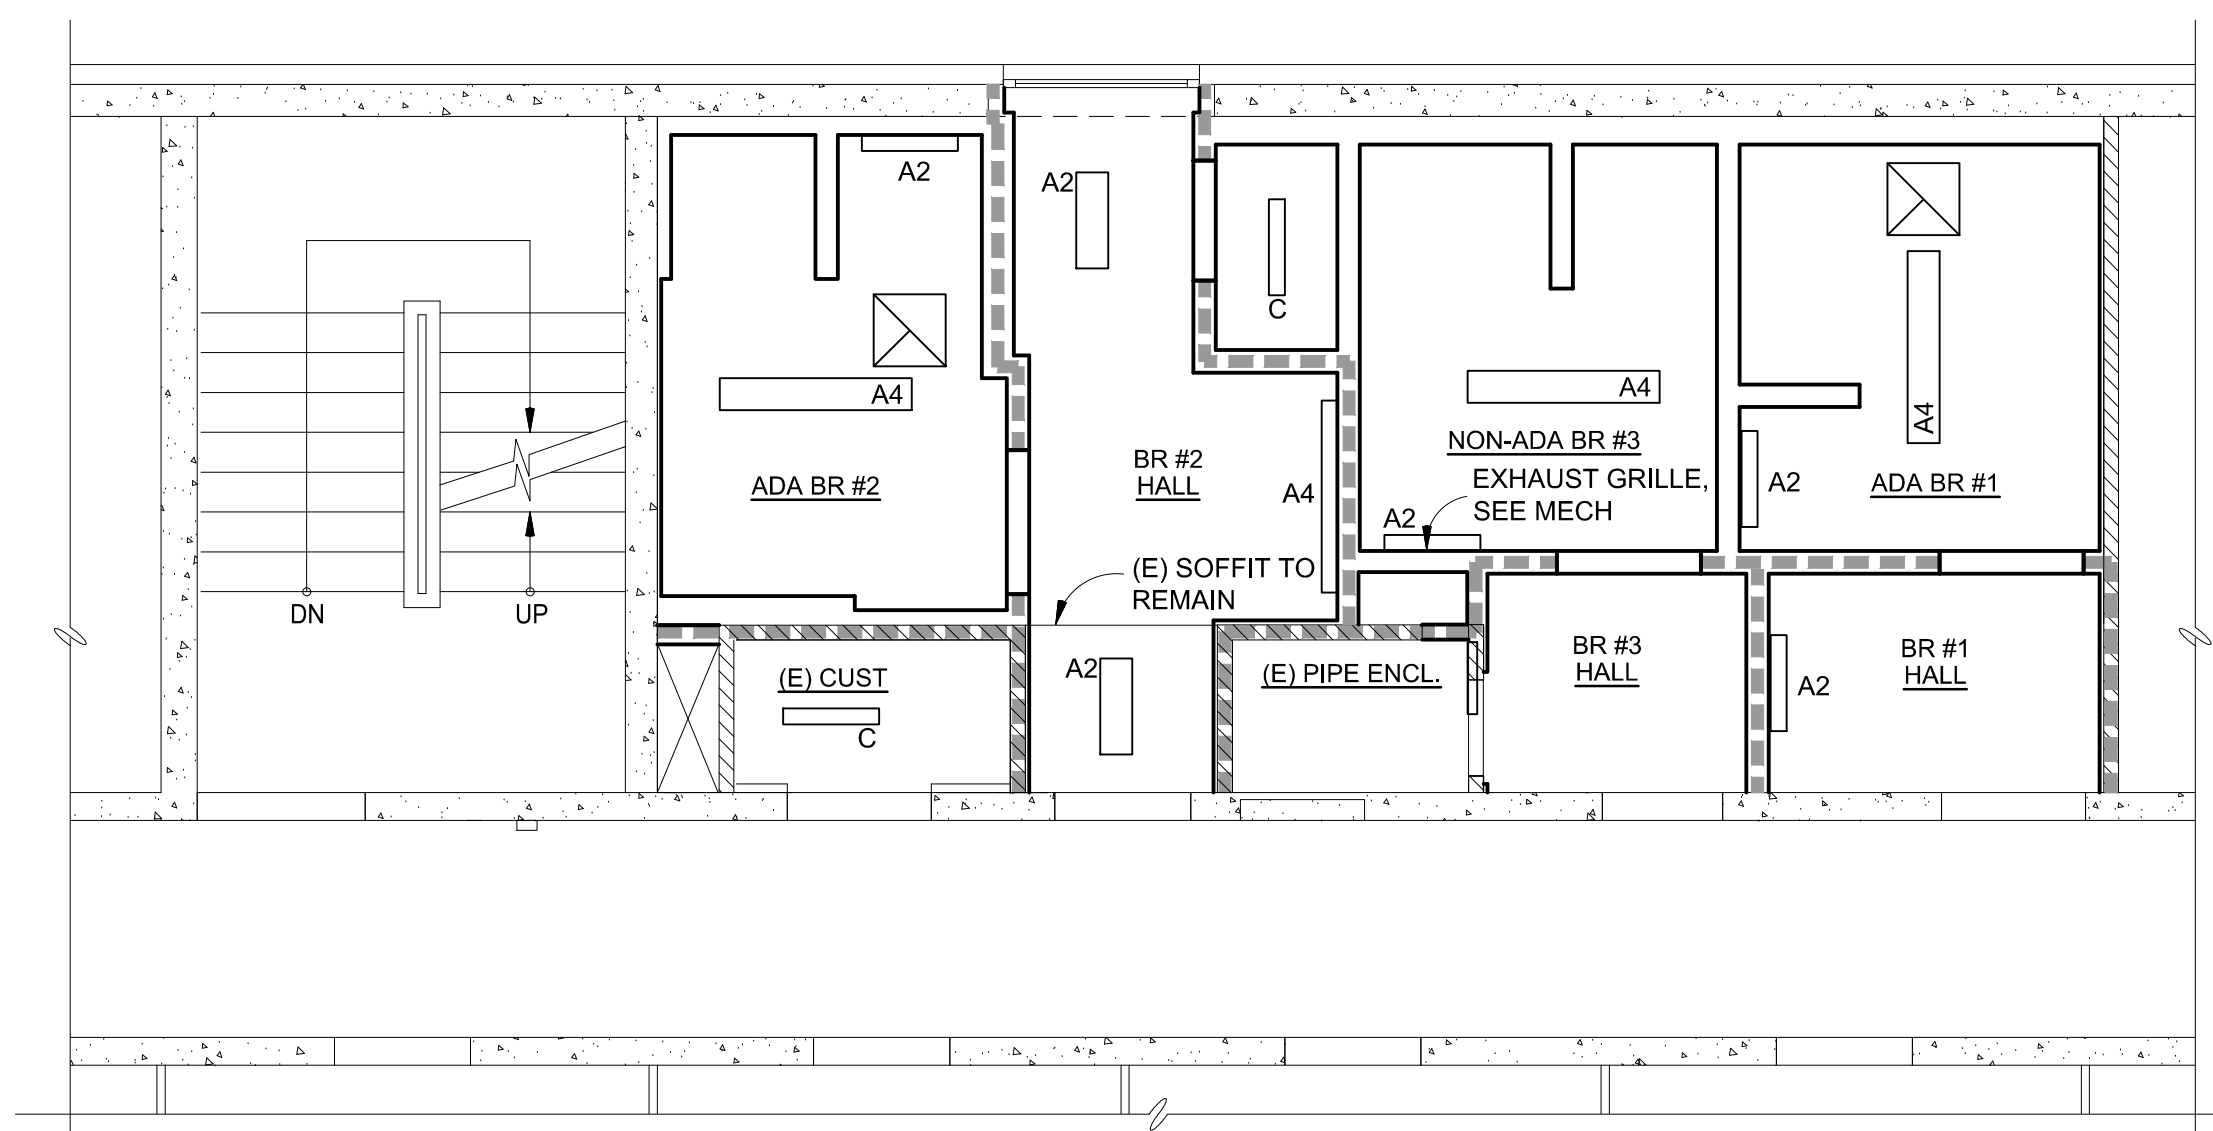 A2
A2
C
A4
A4
A4
NON-ADA BR #3
EXHAUST GRILLE,
SEE MECH
BR #2
HALL
ADA BR #2
A4
A2
ADA BR #1
A2
(E) SOFFIT TO
REMAIN
DN
UP
BR #3
HALL
BR #1
HALL
A2
A2
(E) CUST
(E) PIPE ENCL.
C